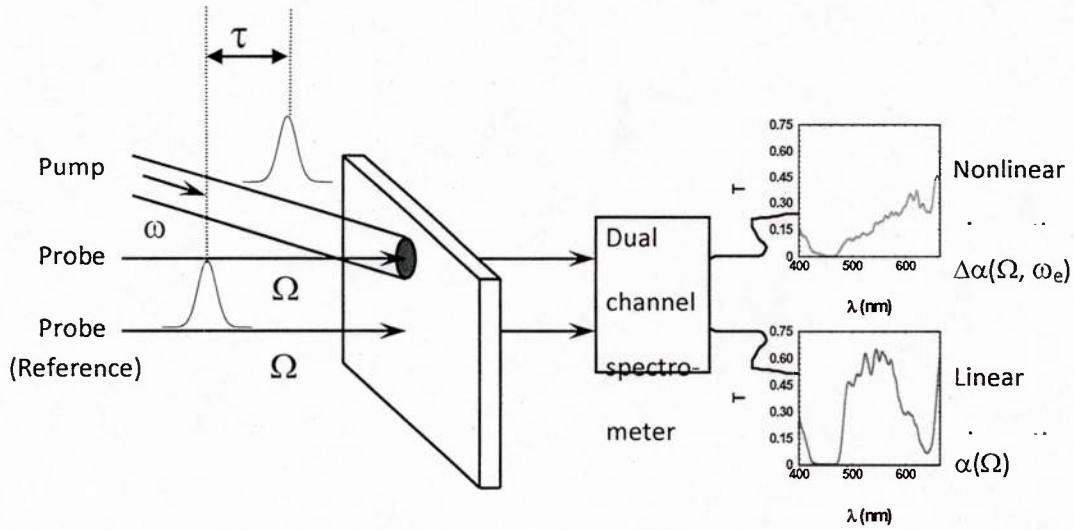 τ
Pump
ω
Probe
Ω
Probe
(Reference)
Ω
Dual
channel
spectro-
meter
0.75
0.60
0.45
0.30
0.15
0
T
400 500 600
λ (nm)
Nonlinear
Δα(Ω, ωe)
0.75
0.60
0.45
0.30
0.15
0
T
400 500 600
λ (nm)
Linear
α(Ω)